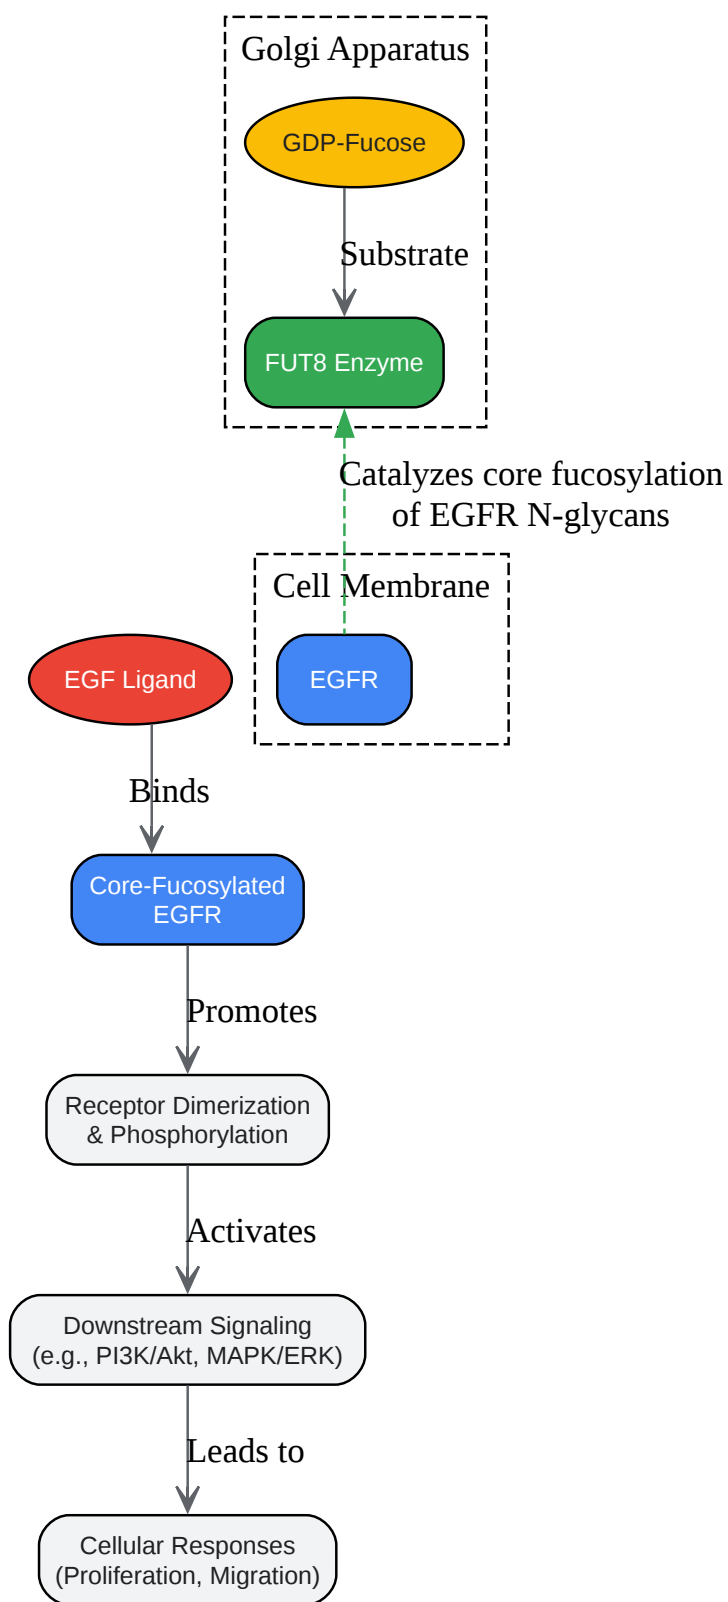 Golgi Apparatus
GDP-Fucose
Substrate
FUT8 Enzyme
Catalyzes core fucosylation
of EGFR N-glycans
Cell Membrane
EGF Ligand
EGFR
Binds
Core-Fucosylated
EGFR
Promotes
Receptor Dimerization
& Phosphorylation
Activates
Downstream Signaling
(e.g., PI3K/Akt, MAPK/ERK)
Leads to
Cellular Responses
(Proliferation, Migration)